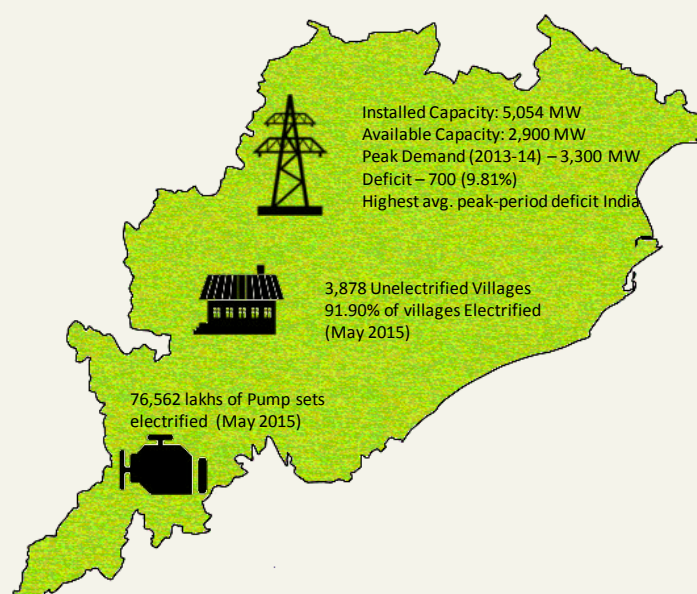 Installed Capacity: 5,054 MW
Available Capacity: 2,900 MW
Peak Demand (2013-14) – 3,300 MW
Deficit – 700 (9.81%)
Highest avg. peak-period deficit India
3,878 Unelectrified Villages
91.90% of villages Electrified
(May 2015)
76,562 lakhs of Pump sets
electrified (May 2015)